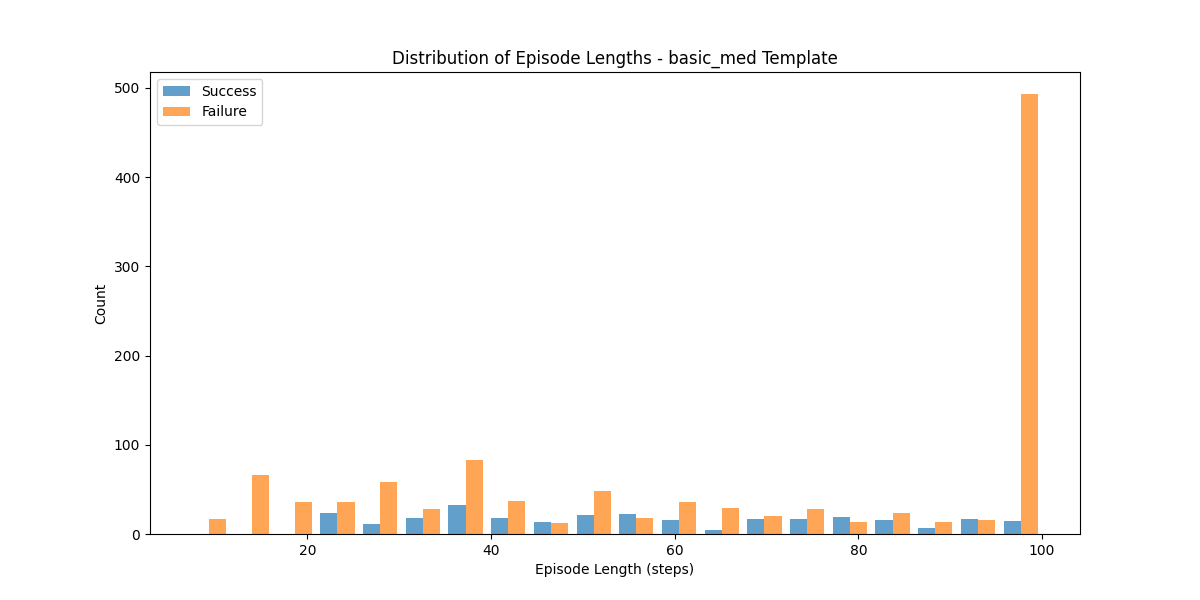 Distribution of Episode Lengths - basic_med Template
Success
Failure
Count
500
400
300
200
100
0
20 40 60 80 100
Episode Length (steps)